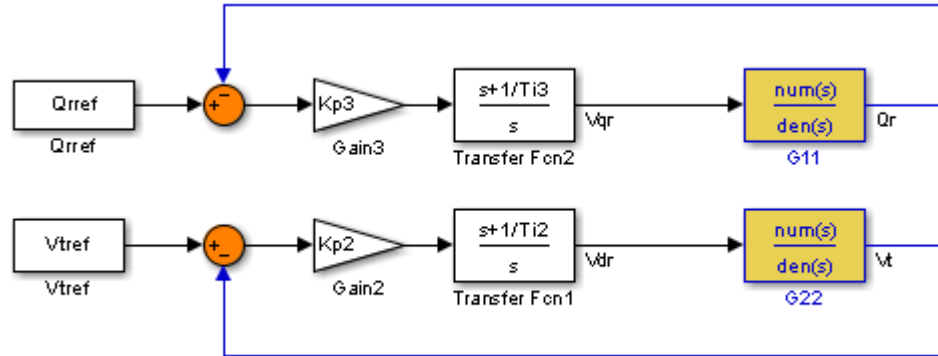 Qrref
Qrref
Kp3
Gain3
s+1/Ti3
s
Transfer Fcn2
Vqr
num(s)
den(s)
G11
Qr
Vtref
Vtref
Kp2
Gain2
s+1/Ti2
s
Transfer Fcn1
Vdr
num(s)
den(s)
G22
Vt